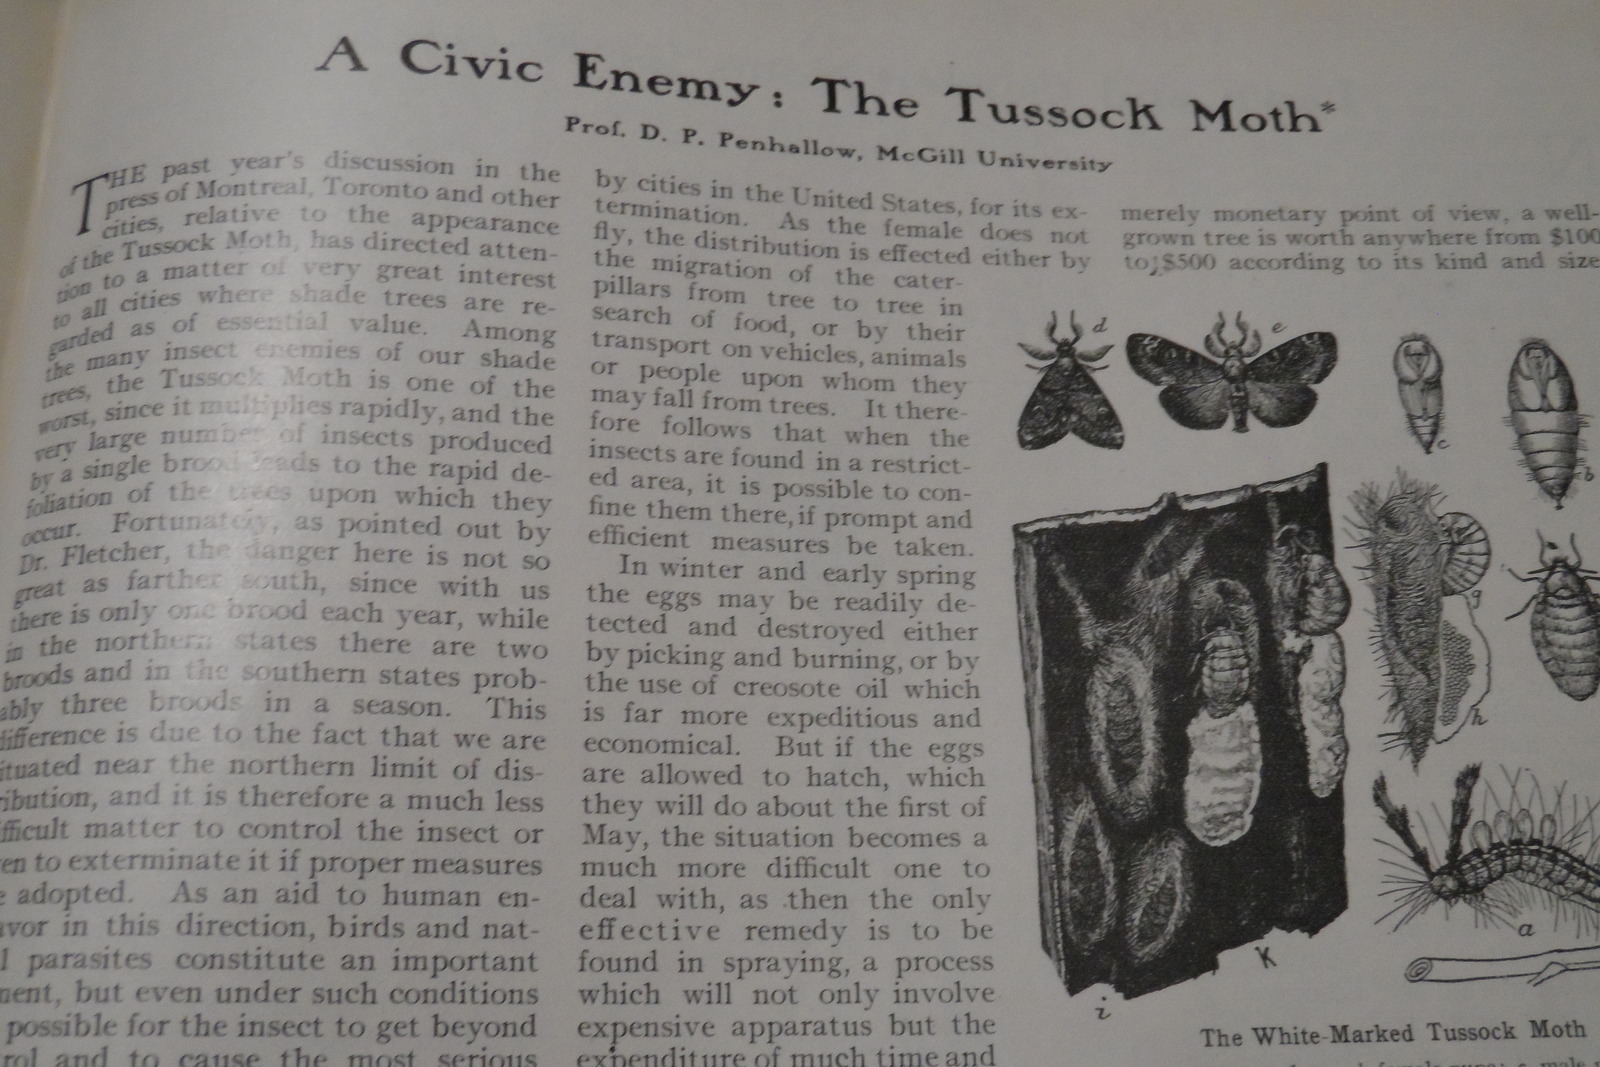 A Civic Enemy: The Tussock Moth*
Prof. D. P. Penhallow, McGill University
THE past year's discussion in the
press of Montreal, Toronto and other
cities, relative to the appearance
of the Tussock Moth, has directed atten-
tion to a matter of very great interest
to all cities where shade trees are re-
garded as of essential value. Among
the many insect enemies of our shade
trees, the Tussock Moth is one of the
worst, since it multiplies rapidly, and the
very large number of insects produced
by a single brood leads to the rapid de-
foliation of the trees upon which they
occur. Fortunately, as pointed out by
Dr. Fletcher, the danger here is not so
great as farther south, since with us
there is only one brood each year, while
in the northern states there are two
broods and in the southern states prob-
ably three broods in a season. This
difference is due to the fact that we are
ituated near the northern limit of dis-
ribution, and it is therefore a much less
fficult matter to control the insect or
en to exterminate it if proper measures
e adopted. As an aid to human en-
avor in this direction, birds and nat-
l parasites constitute an important
ment, but even under such conditions
possible for the insect to get beyond
rol and to cause the most serious
by cities in the United States, for its ex-
termination. As the female does not
fly, the distribution is effected either by
the migration of the cater-
pillars from tree to tree in
search of food, or by their
transport on vehicles, animals
or people upon whom they
may fall from trees. It there-
fore follows that when the
insects are found in a restrict-
ed area, it is possible to con-
fine them there, if prompt and
efficient measures be taken.
In winter and early spring
the eggs may be readily de-
tected and destroyed either
by picking and burning, or by
the use of creosote oil which
is far more expeditious and
economical. But if the eggs
are allowed to hatch, which
they will do about the first of
May, the situation becomes a
much more difficult one to
deal with, as then the only
effective remedy is to be
found in spraying, a process
which will not only involve
expensive apparatus but the
expenditure of much time and
merely monetary point of view, a well-
grown tree is worth anywhere from $100
to $500 according to its kind and size
d
e
c
b
g
h
a
i
K
The White-Marked Tussock Moth